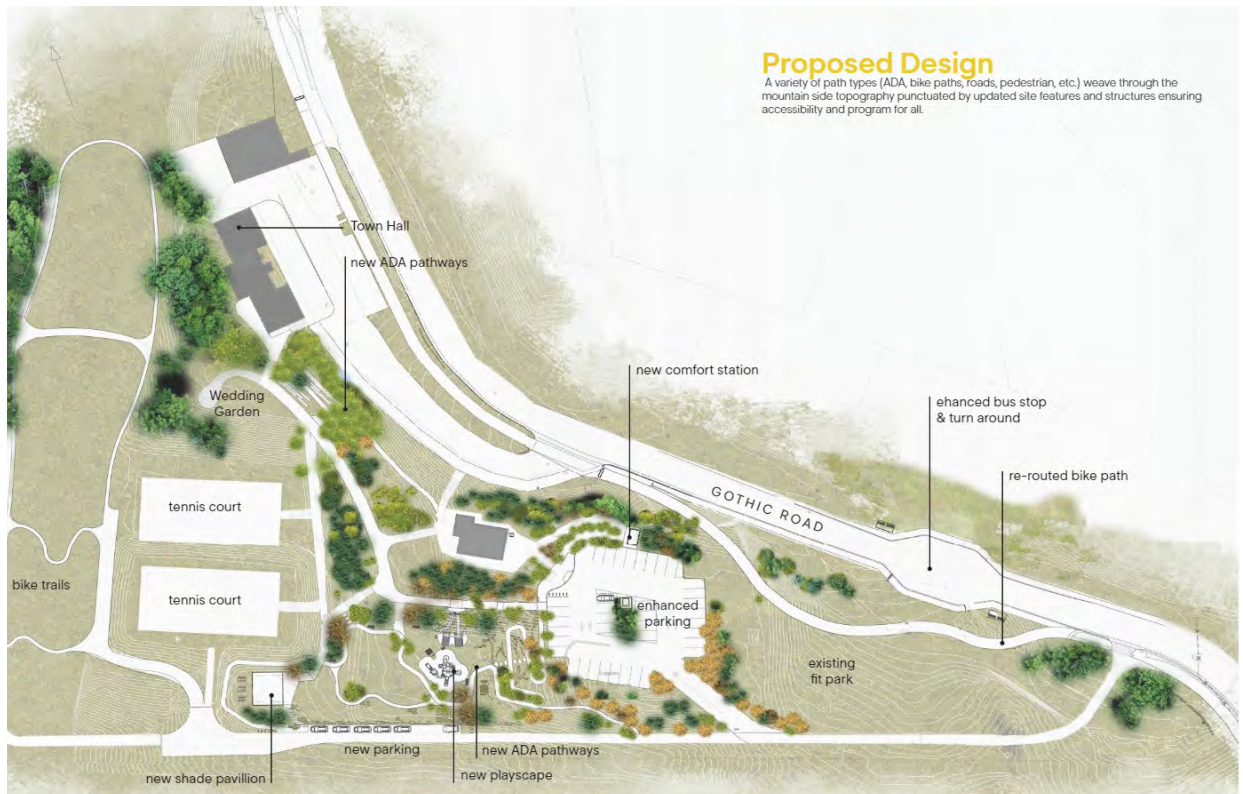 Proposed Design
A variety of path types (ADA, bike paths, roads, pedestrian, etc.) weave through the
mountain side topography punctuated by updated site features and structures ensuring
accessibility and program for all.
Town Hall
new ADA pathways
new comfort station
Wedding
Garden
ehanced bus stop
& turn around
re-routed bike path
GOTHIC ROAD
tennis court
bike trails
tennis court
enhanced
parking
existing
fit park
new parking
new ADA pathways
new shade pavillion
new playscape